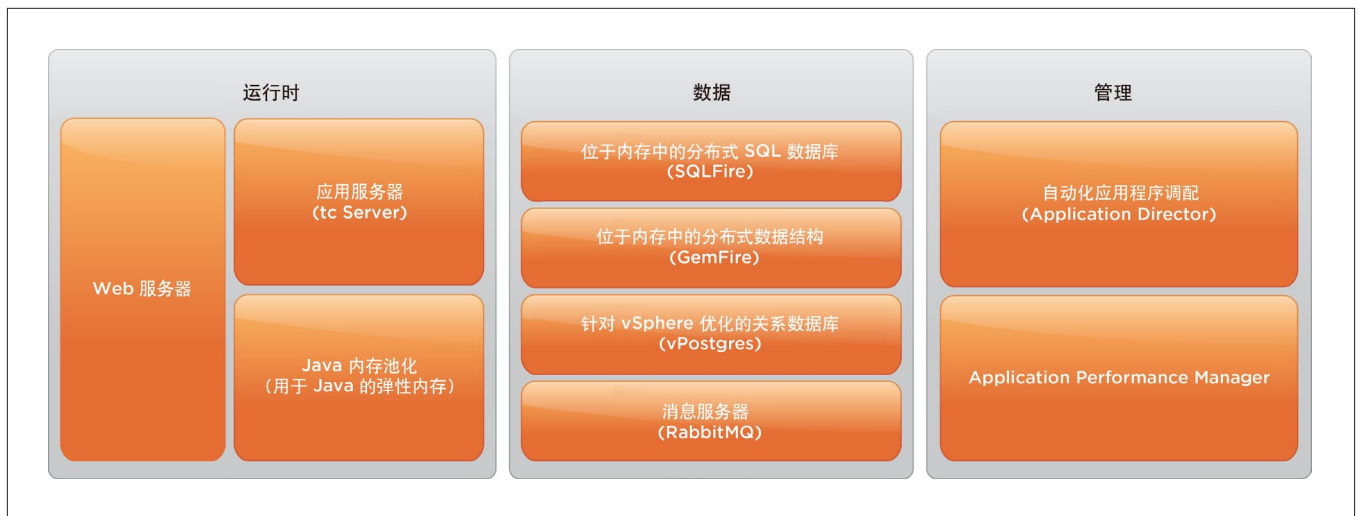 运行时
Web 服务器
应用服务器
(tc Server)
Java 内存池化
（用于 Java 的弹性内存）
数据
位于内存中的分布式 SQL 数据库
(SQLFire)
位于内存中的分布式数据结构
(GemFire)
针对 vSphere 优化的关系数据库
(vPostgres)
消息服务器
(RabbitMQ)
管理
自动化应用程序调配
(Application Director)
Application Performance Manager